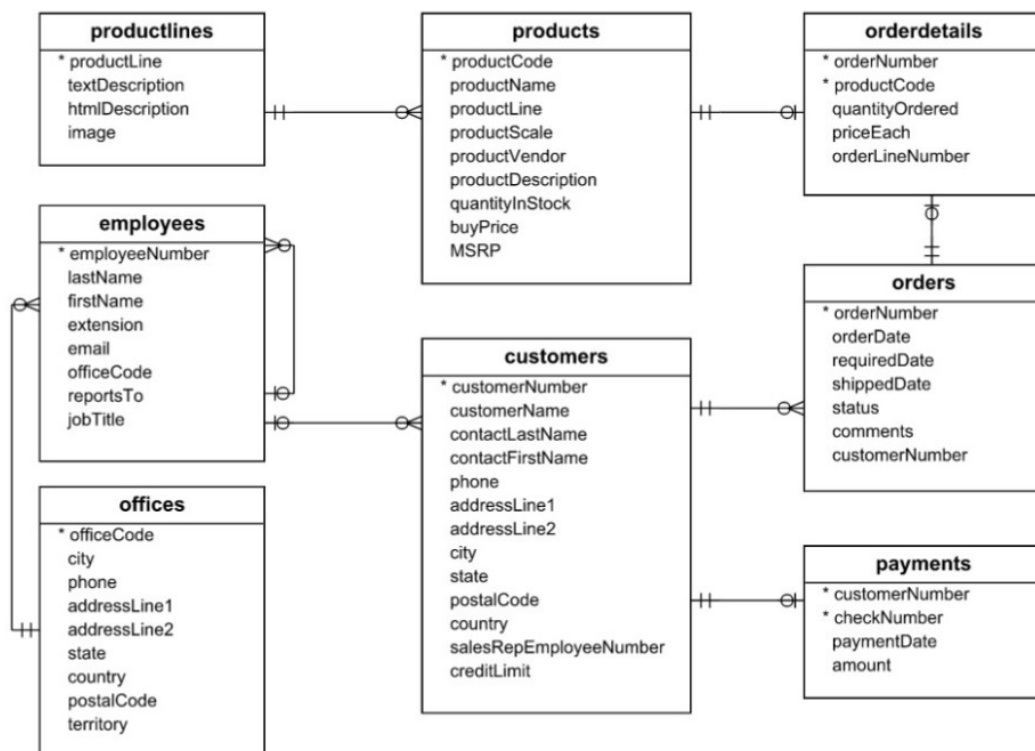 productlines
* productLine
textDescription
htmlDescription
image
products
* productCode
productName
productLine
productScale
productVendor
productDescription
quantityInStock
buyPrice
MSRP
orderdetails
* orderNumber
* productCode
quantityOrdered
priceEach
orderLineNumber
employees
* employeeNumber
lastName
firstName
extension
email
officeCode
reportsTo
jobTitle
customers
* customerNumber
customerName
contactLastName
contactFirstName
phone
addressLine1
addressLine2
city
state
postalCode
country
salesRepEmployeeNumber
creditLimit
orders
* orderNumber
orderDate
requiredDate
shippedDate
status
comments
customerNumber
offices
* officeCode
city
phone
addressLine1
addressLine2
state
country
postalCode
territory
payments
* customerNumber
* checkNumber
paymentDate
amount